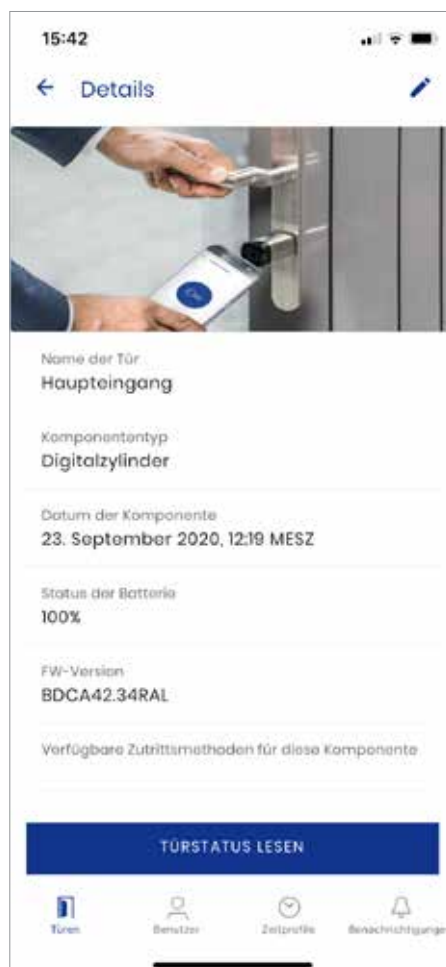 15:42
Details
Name der Tür
Haupteingang
Komponententyp
Digitalzylinder
Datum der Komponente
23. September 2020, 12:19 MESZ
Status der Batterie
100%
FW-Version
BDCA42.34RAL
Verfügbare Zutrittsmethoden für diese Komponente
TÜRSTATUS LESEN
Türen
Benutzer
Zeitprofile
Benachrichtigunge